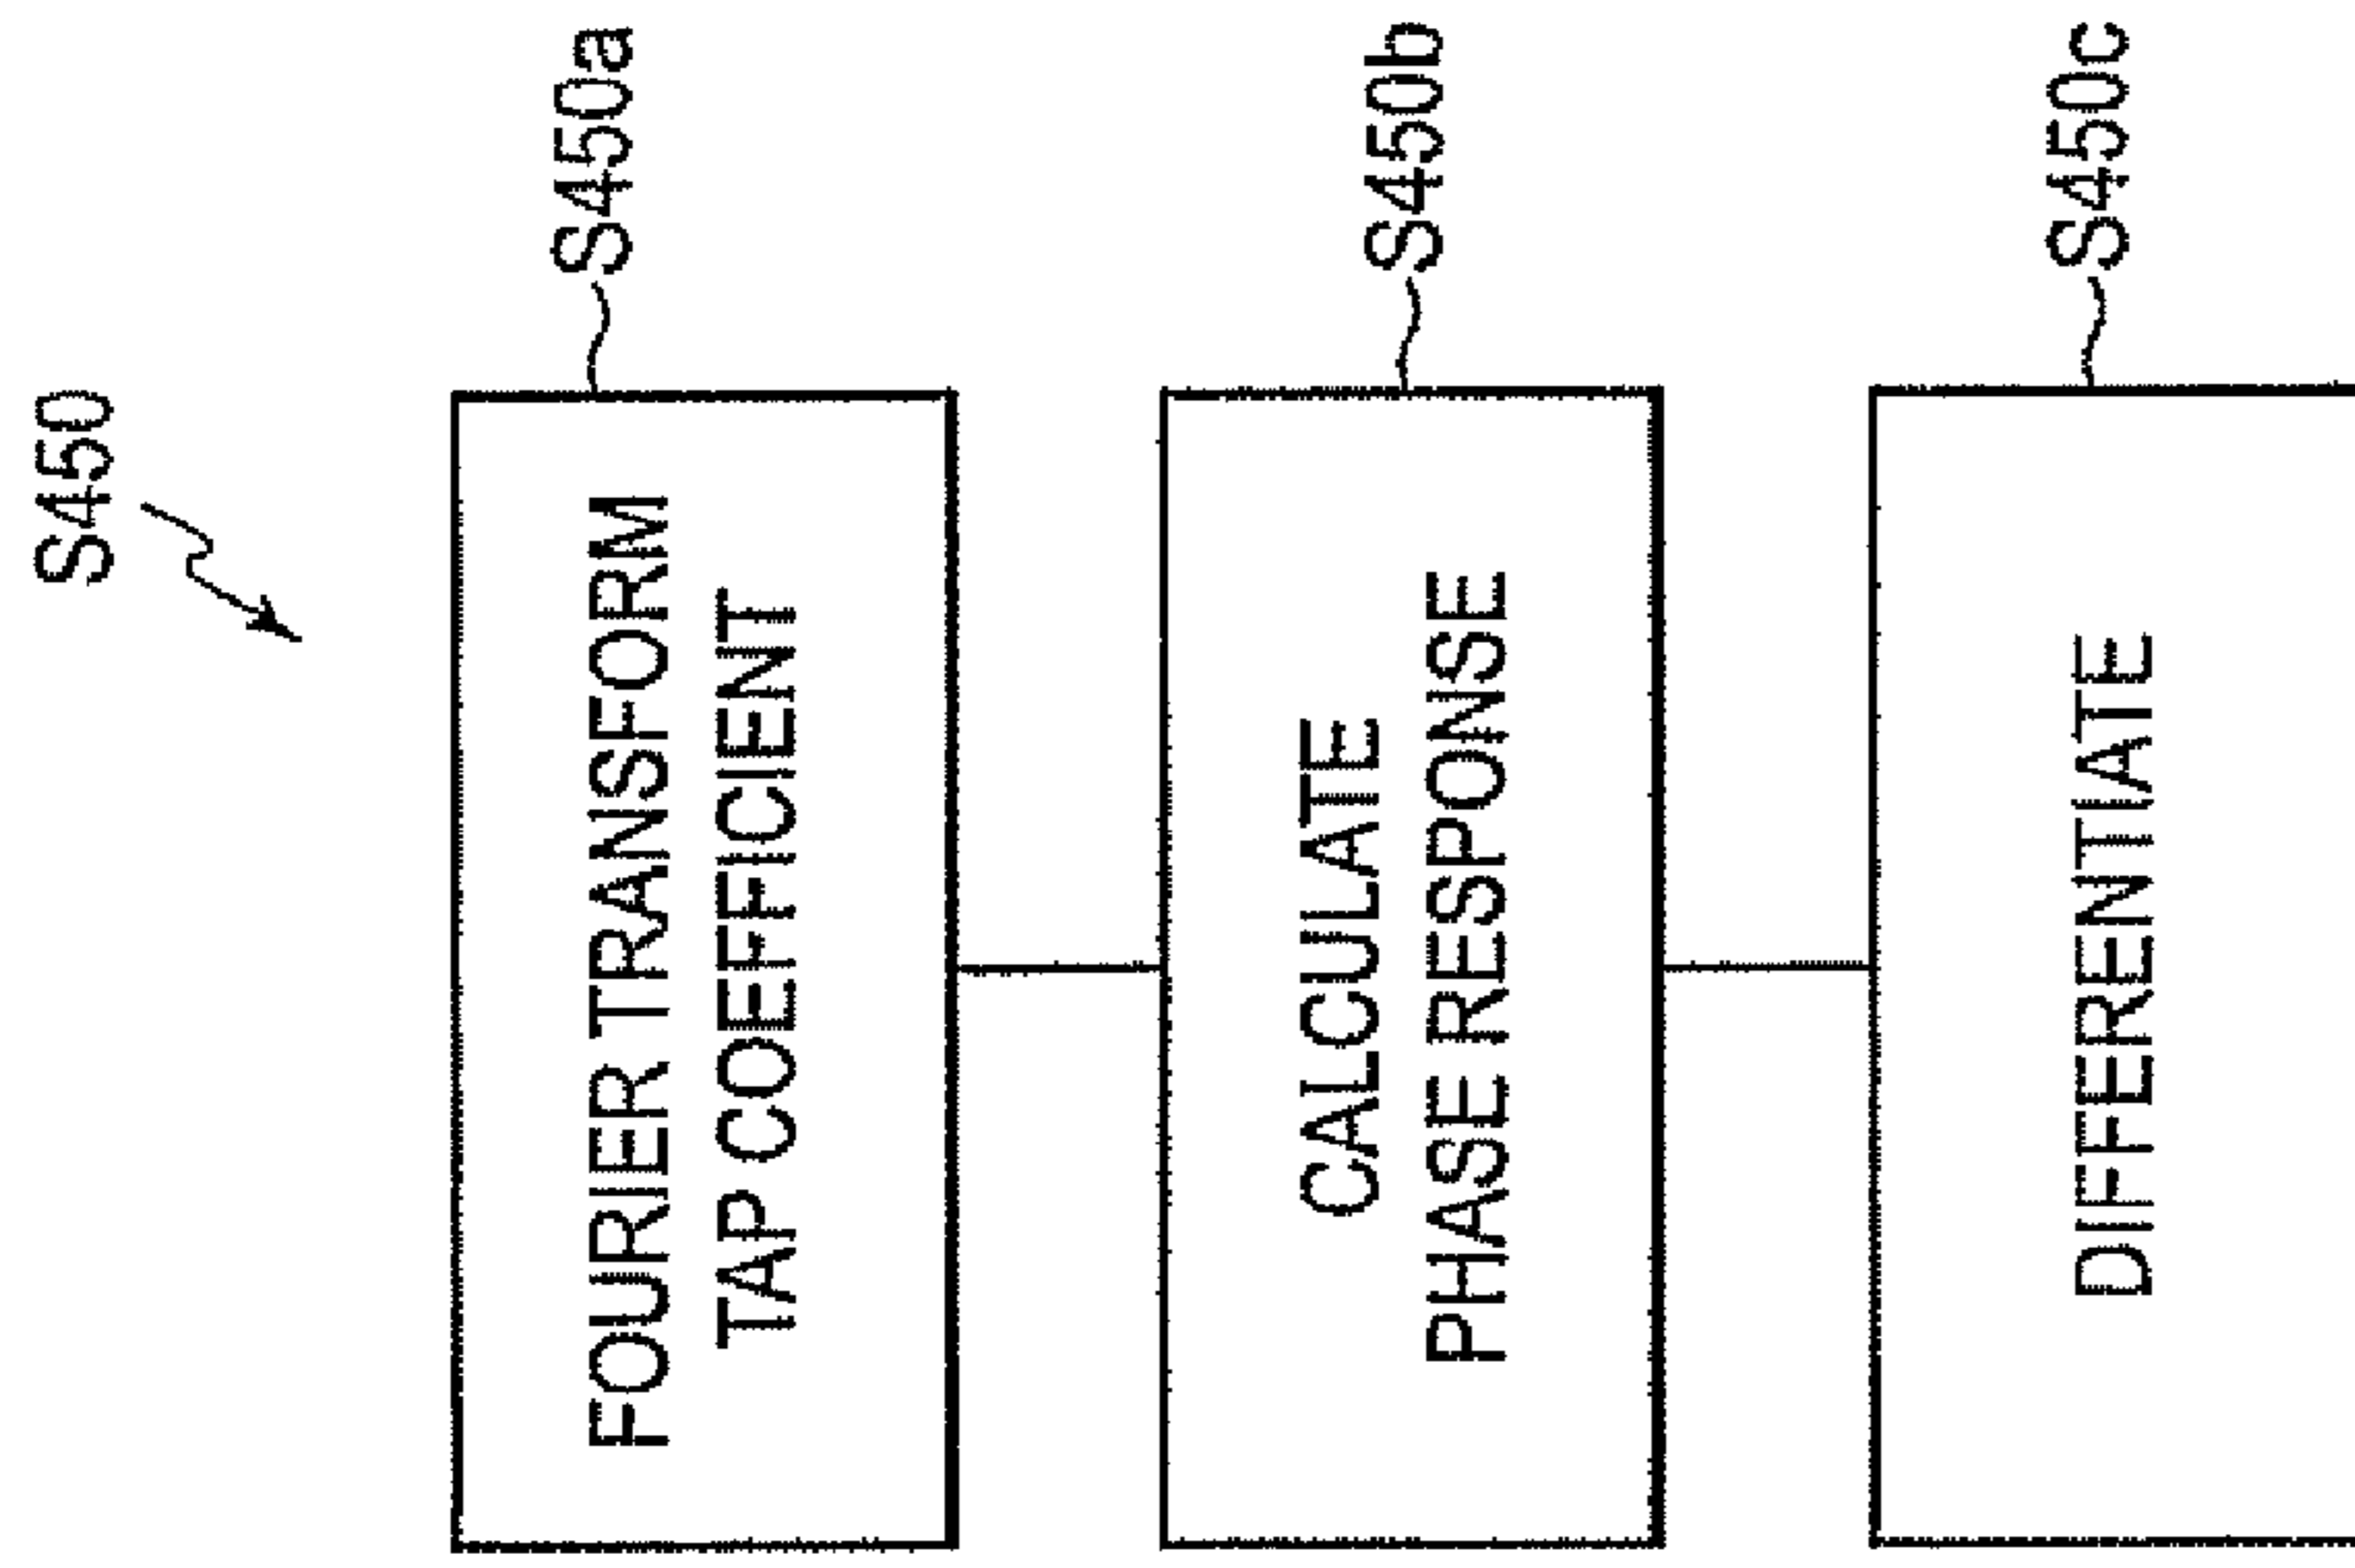 S450
FOURIER TRANSFORM
TAP COEFFICIENT
S450a
CALCULATE
PHASE RESPONSE
S450b
DIFFERENTIATE
S450c